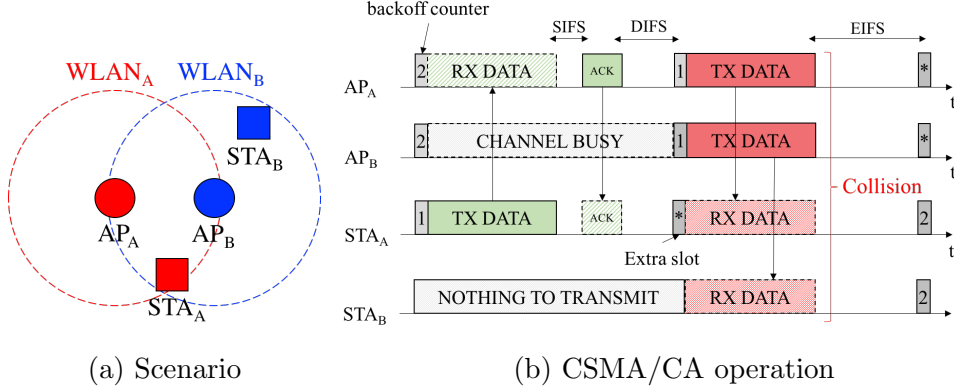 WLAN_A WLAN_B
STA_B
AP_A AP_B
STA_A
(a) Scenario
backoff counter
SIFS DIFS EIFS
AP_A 2 RX DATA ACK 1 TX DATA * t
AP_B 2 CHANNEL BUSY 1 TX DATA * t
Collision
STA_A 1 TX DATA ACK * RX DATA 2 t
Extra slot
STA_B NOTHING TO TRANSMIT RX DATA 2 t
(b) CSMA/CA operation